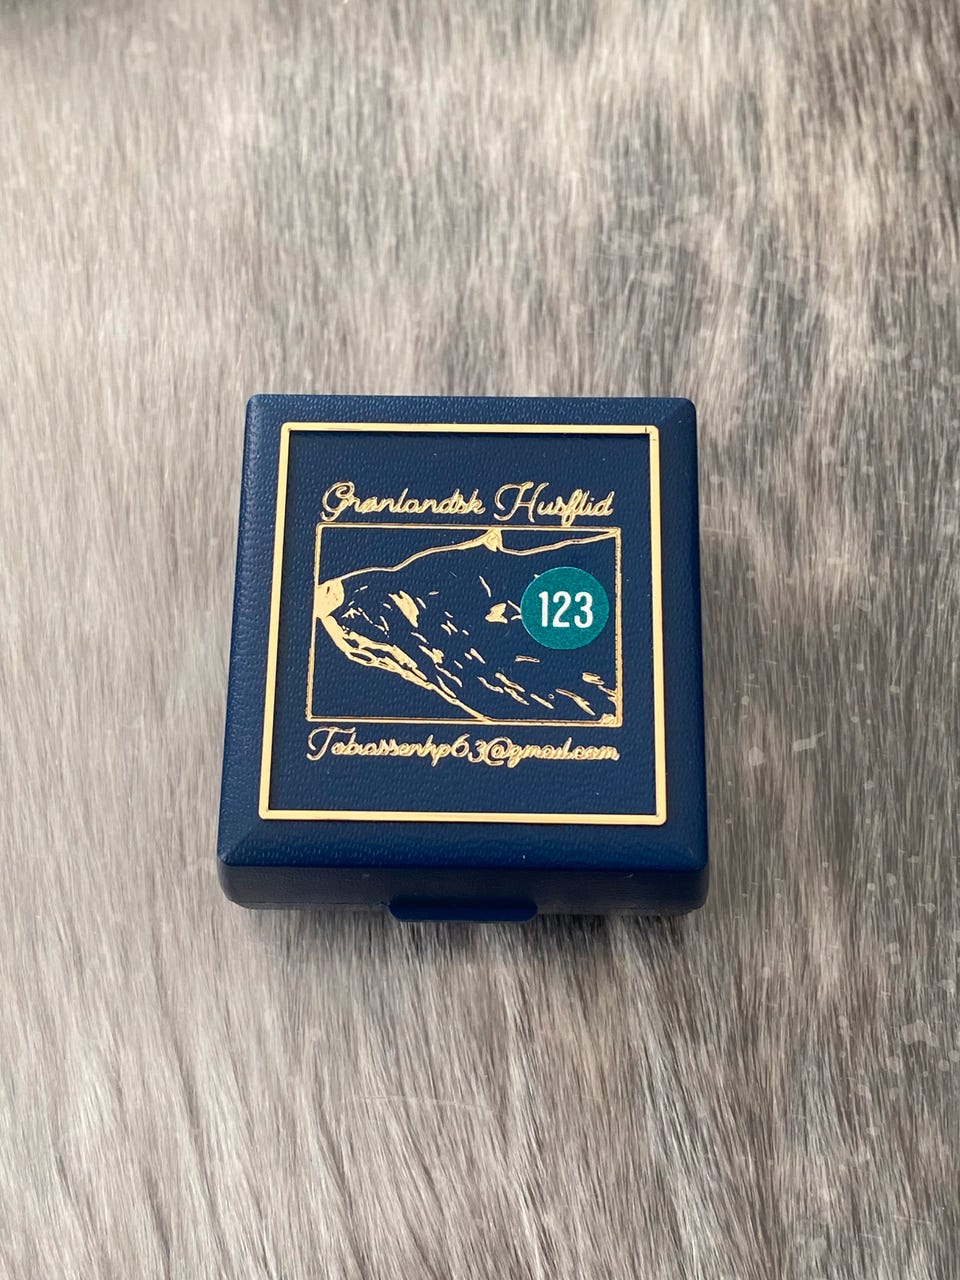 Grønlandsk Husflid
123
Tobiassenhp63@gmail.com